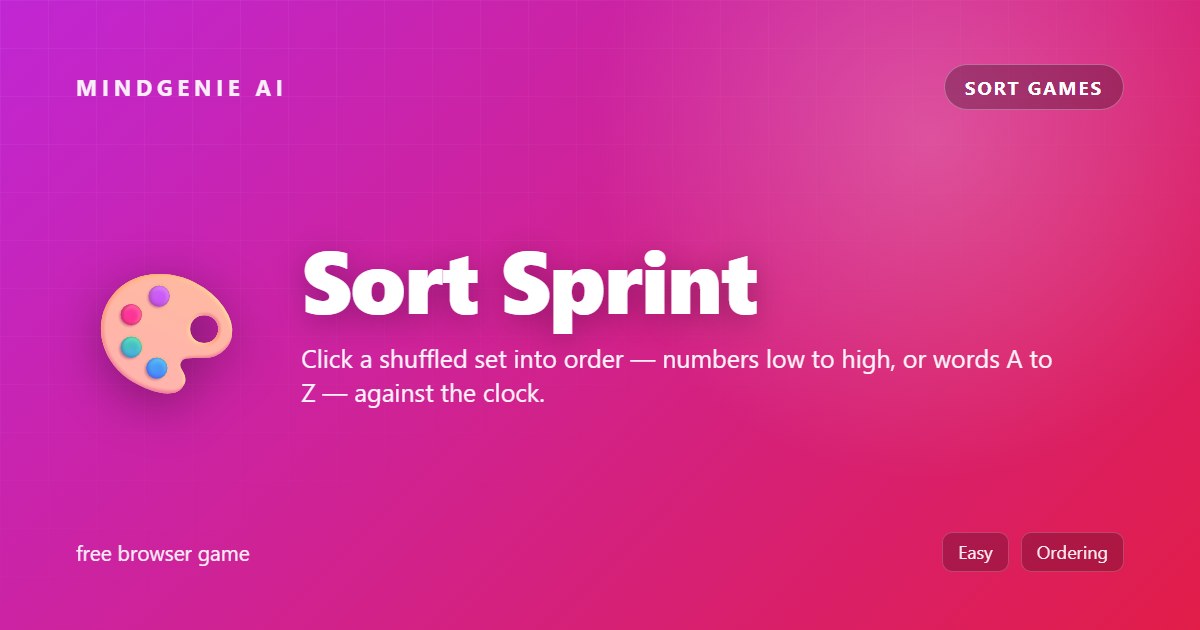 MINDGENIE AI
SORT GAMES
Sort Sprint
Click a shuffled set into order — numbers low to high, or words A to
Z — against the clock.
free browser game
Easy
Ordering